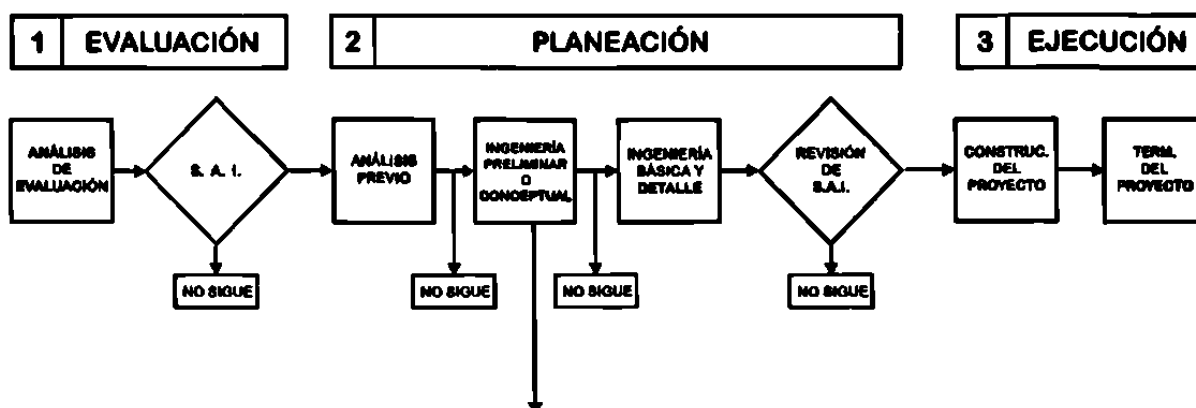 1 EVALUACIÓN
2 PLANEACIÓN
3 EJECUCIÓN
ANÁLISIS
DE
EVALUACIÓN
S. A. I.
NO SIGUE
ANÁLISIS
PREVIO
NO SIGUE
INGENIERÍA
PRELIMINAR
O
CONCEPTUAL
NO SIGUE
INGENIERÍA
BÁSICA Y
DETALLE
REVISIÓN
DE
S.A.I.
NO SIGUE
CONSTRUC.
DEL
PROYECTO
TERM.
DEL
PROYECTO